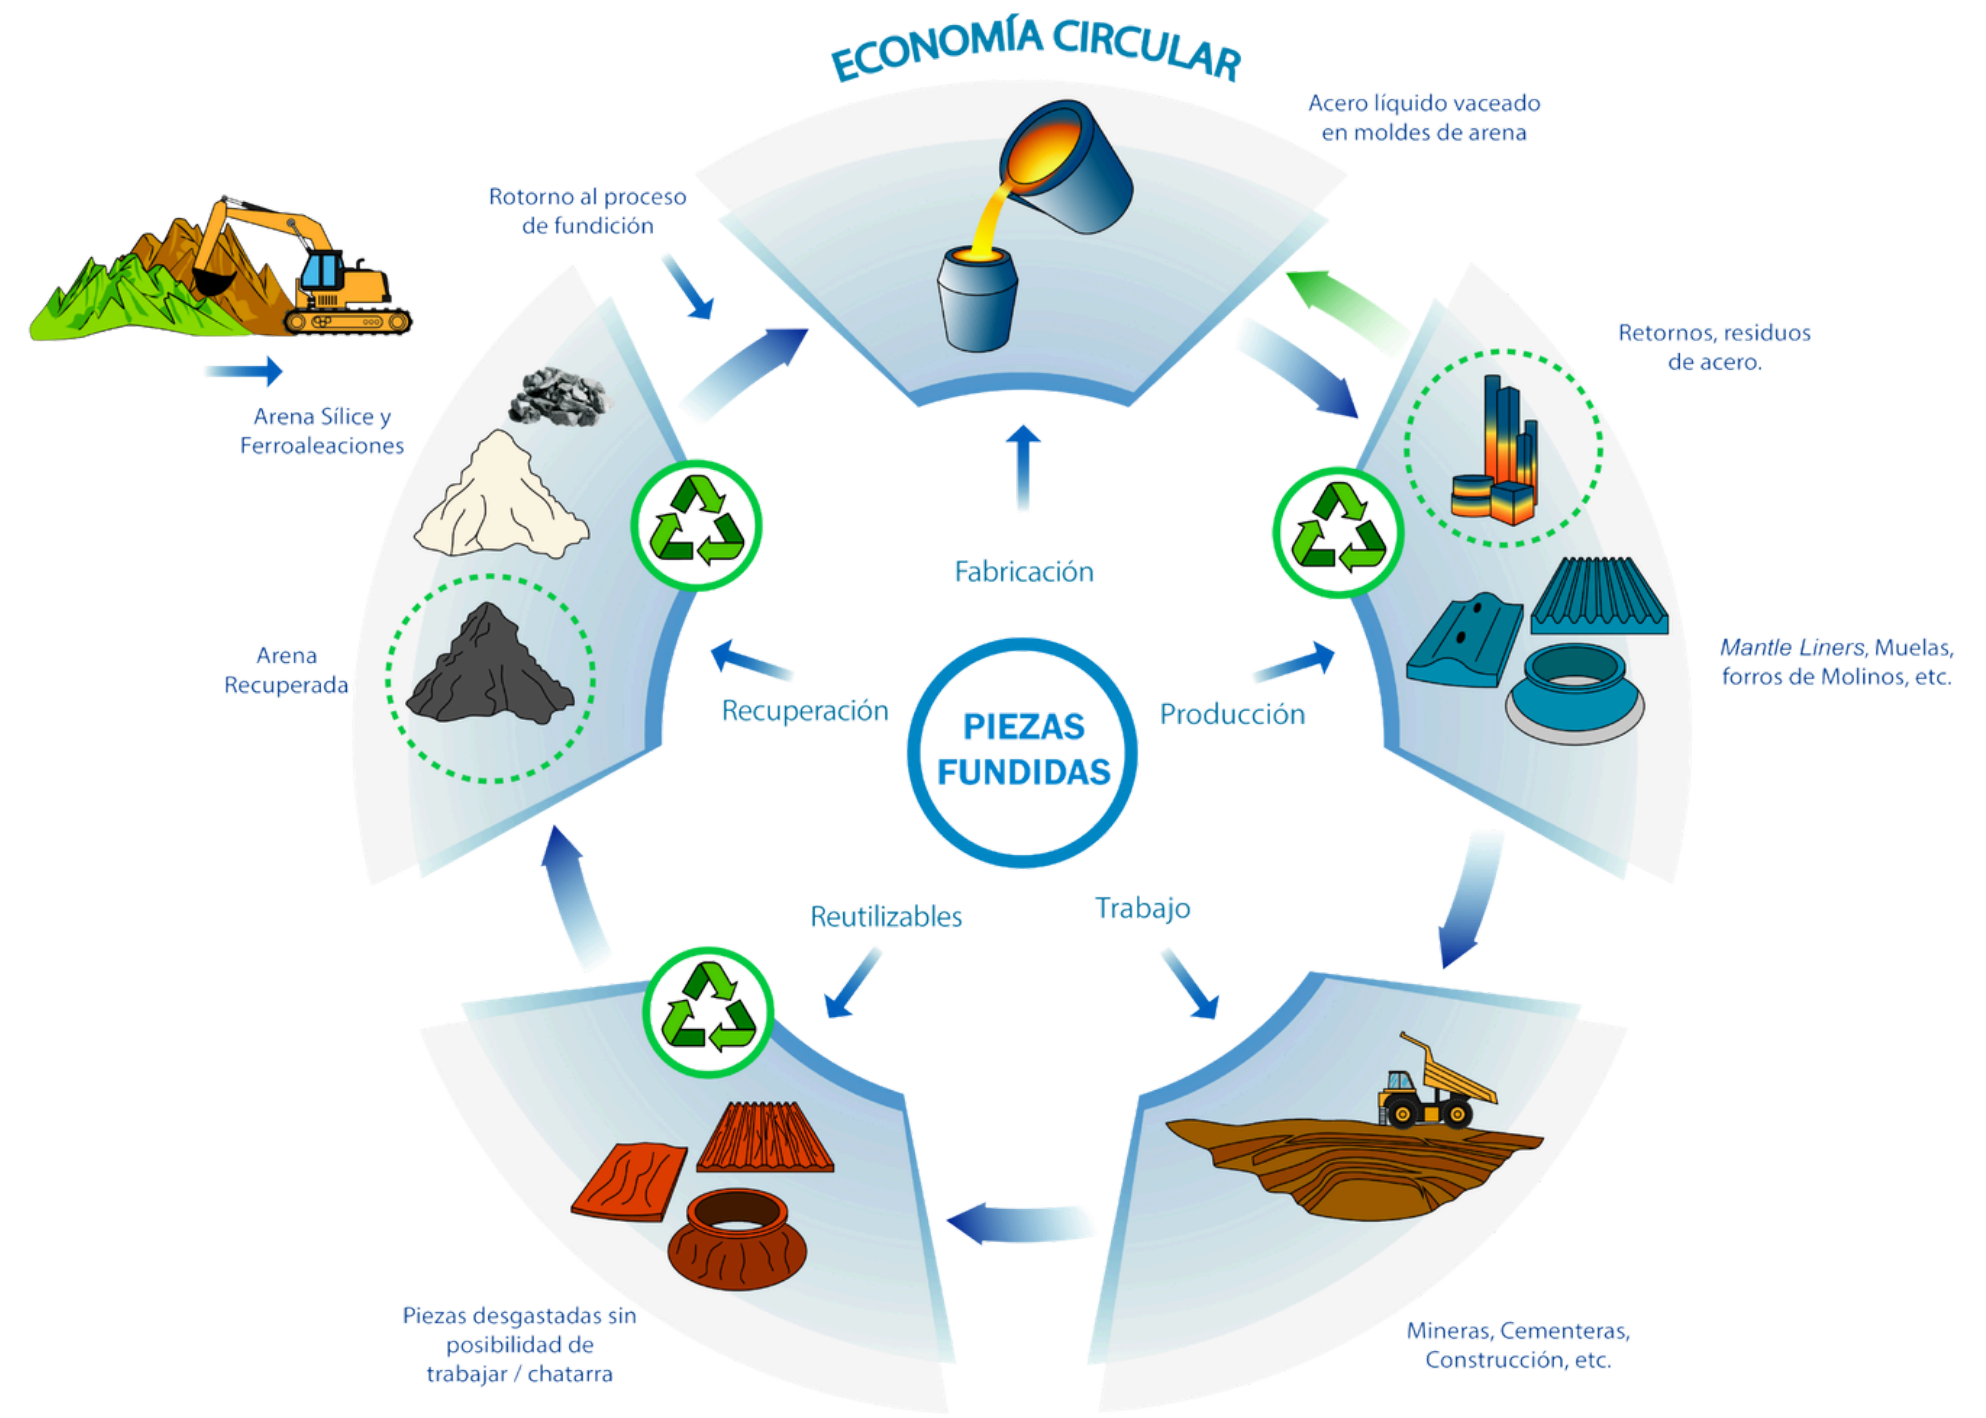 ECONOMÍA CIRCULAR
Acero líquido vaceado
en moldes de arena
Rotorno al proceso
de fundición
Retornos, residuos
de acero.
Arena Sílice y
Ferroaleaciones
Fabricación
Arena
Recuperada
Mantle Liners, Muelas,
forros de Molinos, etc.
Recuperación
Producción
PIEZAS
FUNDIDAS
Reutilizables
Trabajo
Piezas desgastadas sin
posibilidad de
trabajar / chatarra
Mineras, Cementeras,
Construcción, etc.